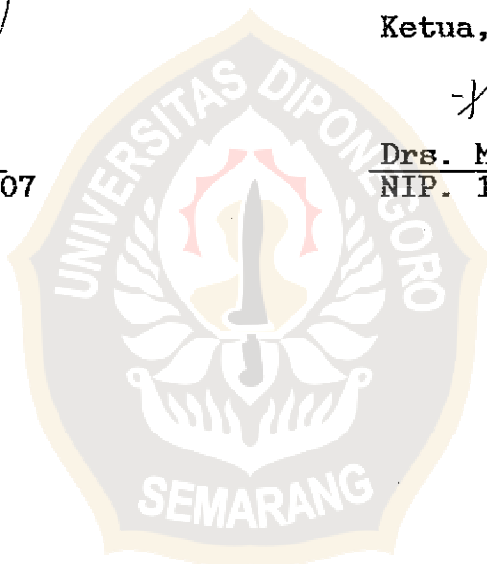 Ketua,
Drs. M
07
NIP. 1
UNIVERSITAS DIPONEGORO
SEMARANG